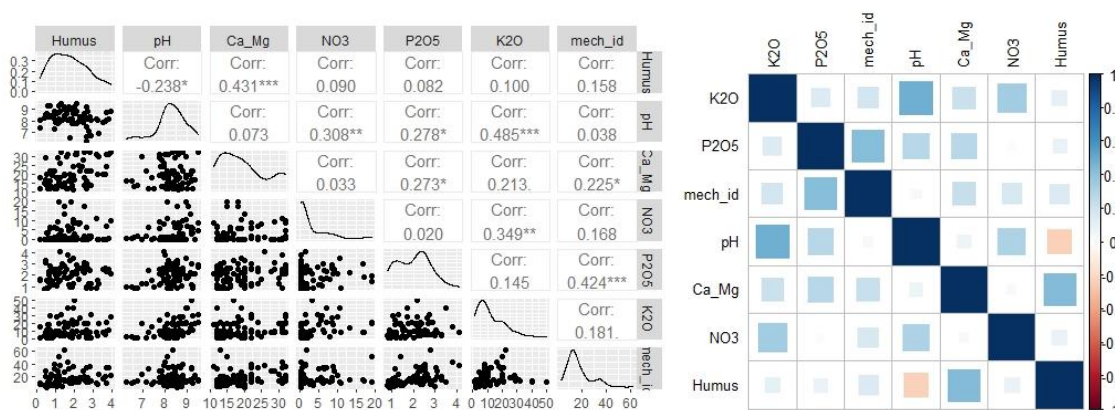 Humus pH Ca_Mg NO3 P2O5 K2O mech_id
0.3
0.2
0.1
0.0
Corr: Corr: Corr: Corr: Corr: Corr:
-0.238* 0.431*** 0.090 0.082 0.100 0.158
Humus
9
8
7
Corr: Corr: Corr: Corr: Corr:
0.073 0.308** 0.278* 0.485*** 0.038
pH
30
25
20
15
Corr: Corr: Corr: Corr:
0.033 0.273* 0.213. 0.225*
Ca_Mg
20
15
10
5
0
Corr: Corr: Corr:
0.020 0.349** 0.168
NO3
4
3
2
1
Corr: Corr:
0.145 0.424***
P2O5
50
40
30
20
10
0
Corr:
0.181.
K2O
60
40
20
0 1 2 3 4 7 8 9 10 15 20 25 30 0 5 10 15 20 1 2 3 4 0 10 20 30 40 50 0 20 40 60
K2O P2O5 mech_id pH Ca_Mg NO3 Humus
K2O
P2O5
mech_id
pH
Ca_Mg
NO3
Humus